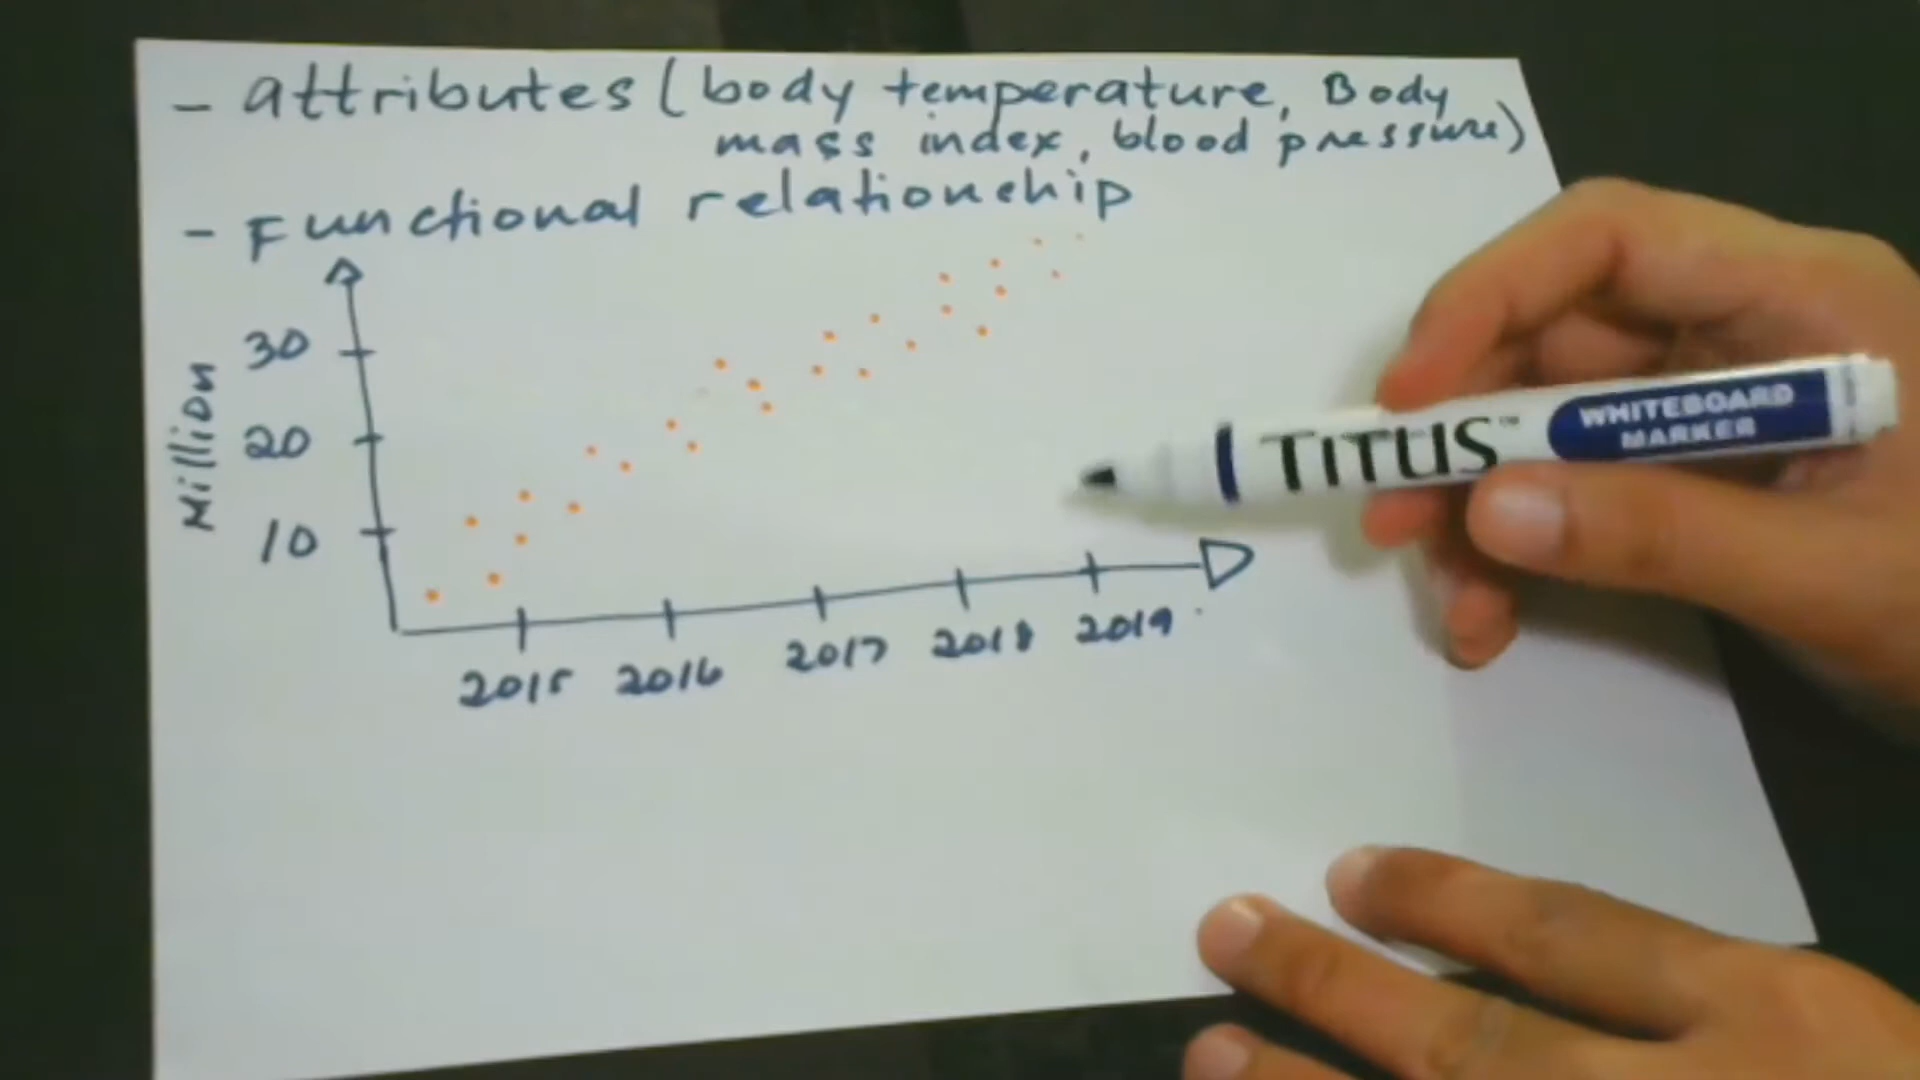 - attributes (body temperature, Body
mass index, blood pressure)
- Functional relationchip
Million
30
20
10
2015 2016 2017 2018 2019
TiTUS™ WHITEBOARD
MARKER